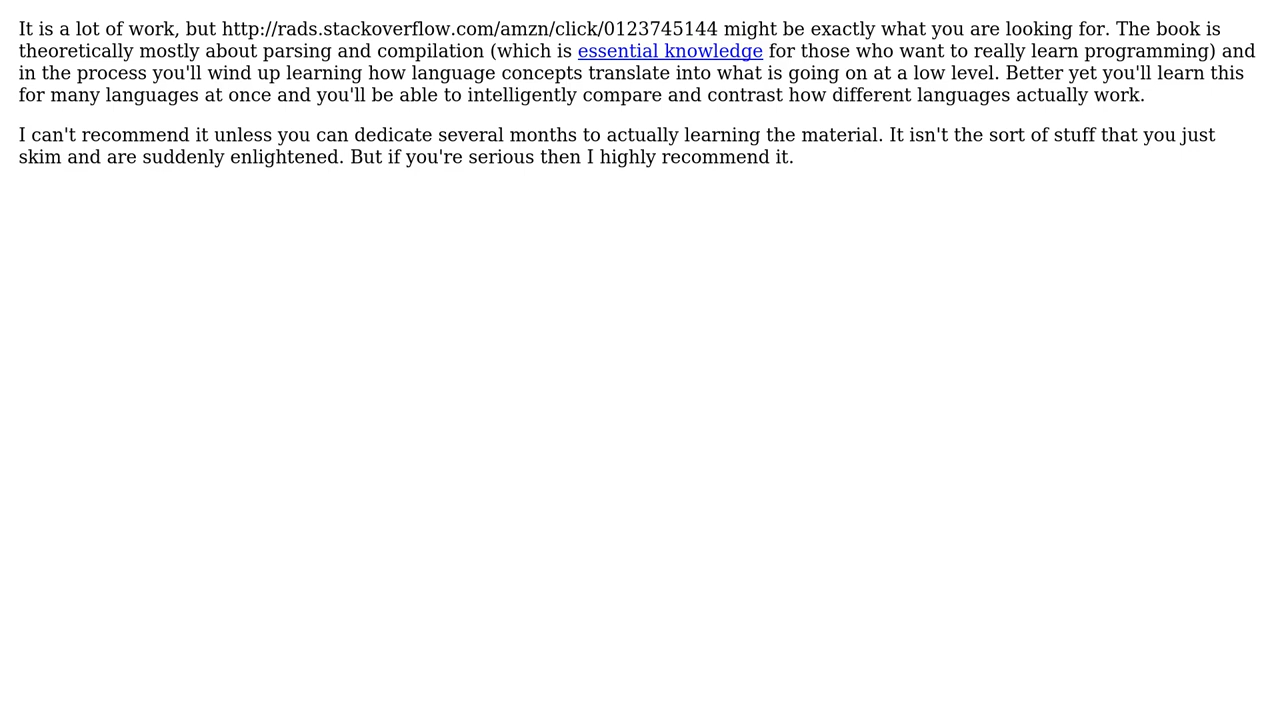 It is a lot of work, but http://rads.stackoverflow.com/amzn/click/0123745144 might be exactly what you are looking for. The book is
theoretically mostly about parsing and compilation (which is essential knowledge for those who want to really learn programming) and
in the process you'll wind up learning how language concepts translate into what is going on at a low level. Better yet you'll learn this
for many languages at once and you'll be able to intelligently compare and contrast how different languages actually work.
I can't recommend it unless you can dedicate several months to actually learning the material. It isn't the sort of stuff that you just
skim and are suddenly enlightened. But if you're serious then I highly recommend it.